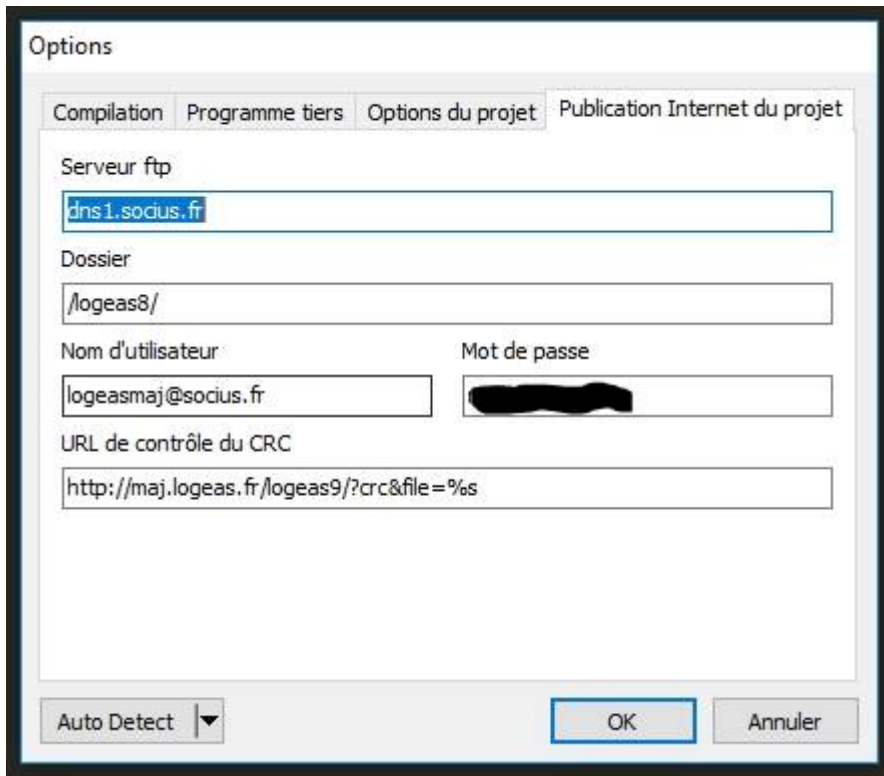 Options
Compilation Programme tiers Options du projet Publication Internet du projet
Serveur ftp
dns1.socius.fr
Dossier
/logeas8/
Nom d'utilisateur Mot de passe
logeasmaj@socius.fr
URL de contrôle du CRC
http://maj.logeas.fr/logeas9/?crc&file=%s
Auto Detect OK Annuler